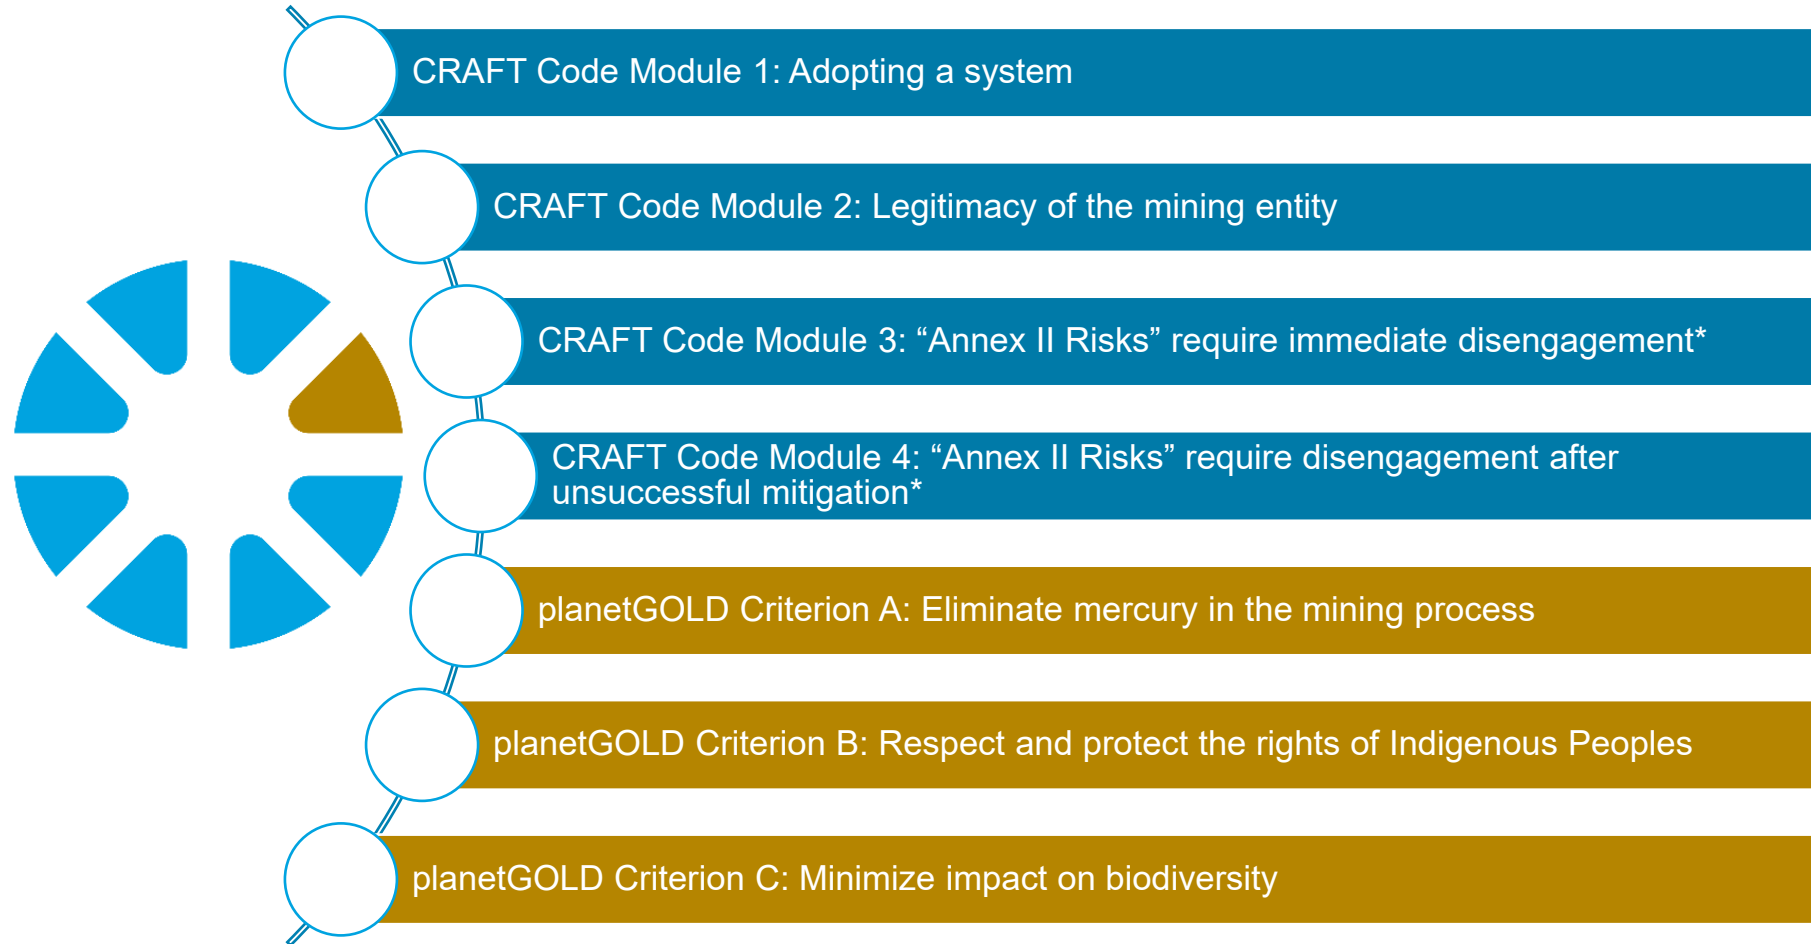 CRAFT Code Module 1: Adopting a system
CRAFT Code Module 2: Legitimacy of the mining entity
CRAFT Code Module 3: “Annex II Risks” require immediate disengagement*
CRAFT Code Module 4: “Annex II Risks” require disengagement after
unsuccessful mitigation*
planetGOLD Criterion A: Eliminate mercury in the mining process
planetGOLD Criterion B: Respect and protect the rights of Indigenous Peoples
planetGOLD Criterion C: Minimize impact on biodiversity